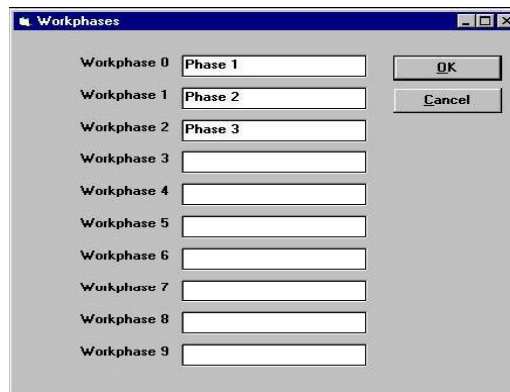 Workphases
Workphase 0 Phase 1
OK
Workphase 1 Phase 2
Cancel
Workphase 2 Phase 3
Workphase 3
Workphase 4
Workphase 5
Workphase 6
Workphase 7
Workphase 8
Workphase 9